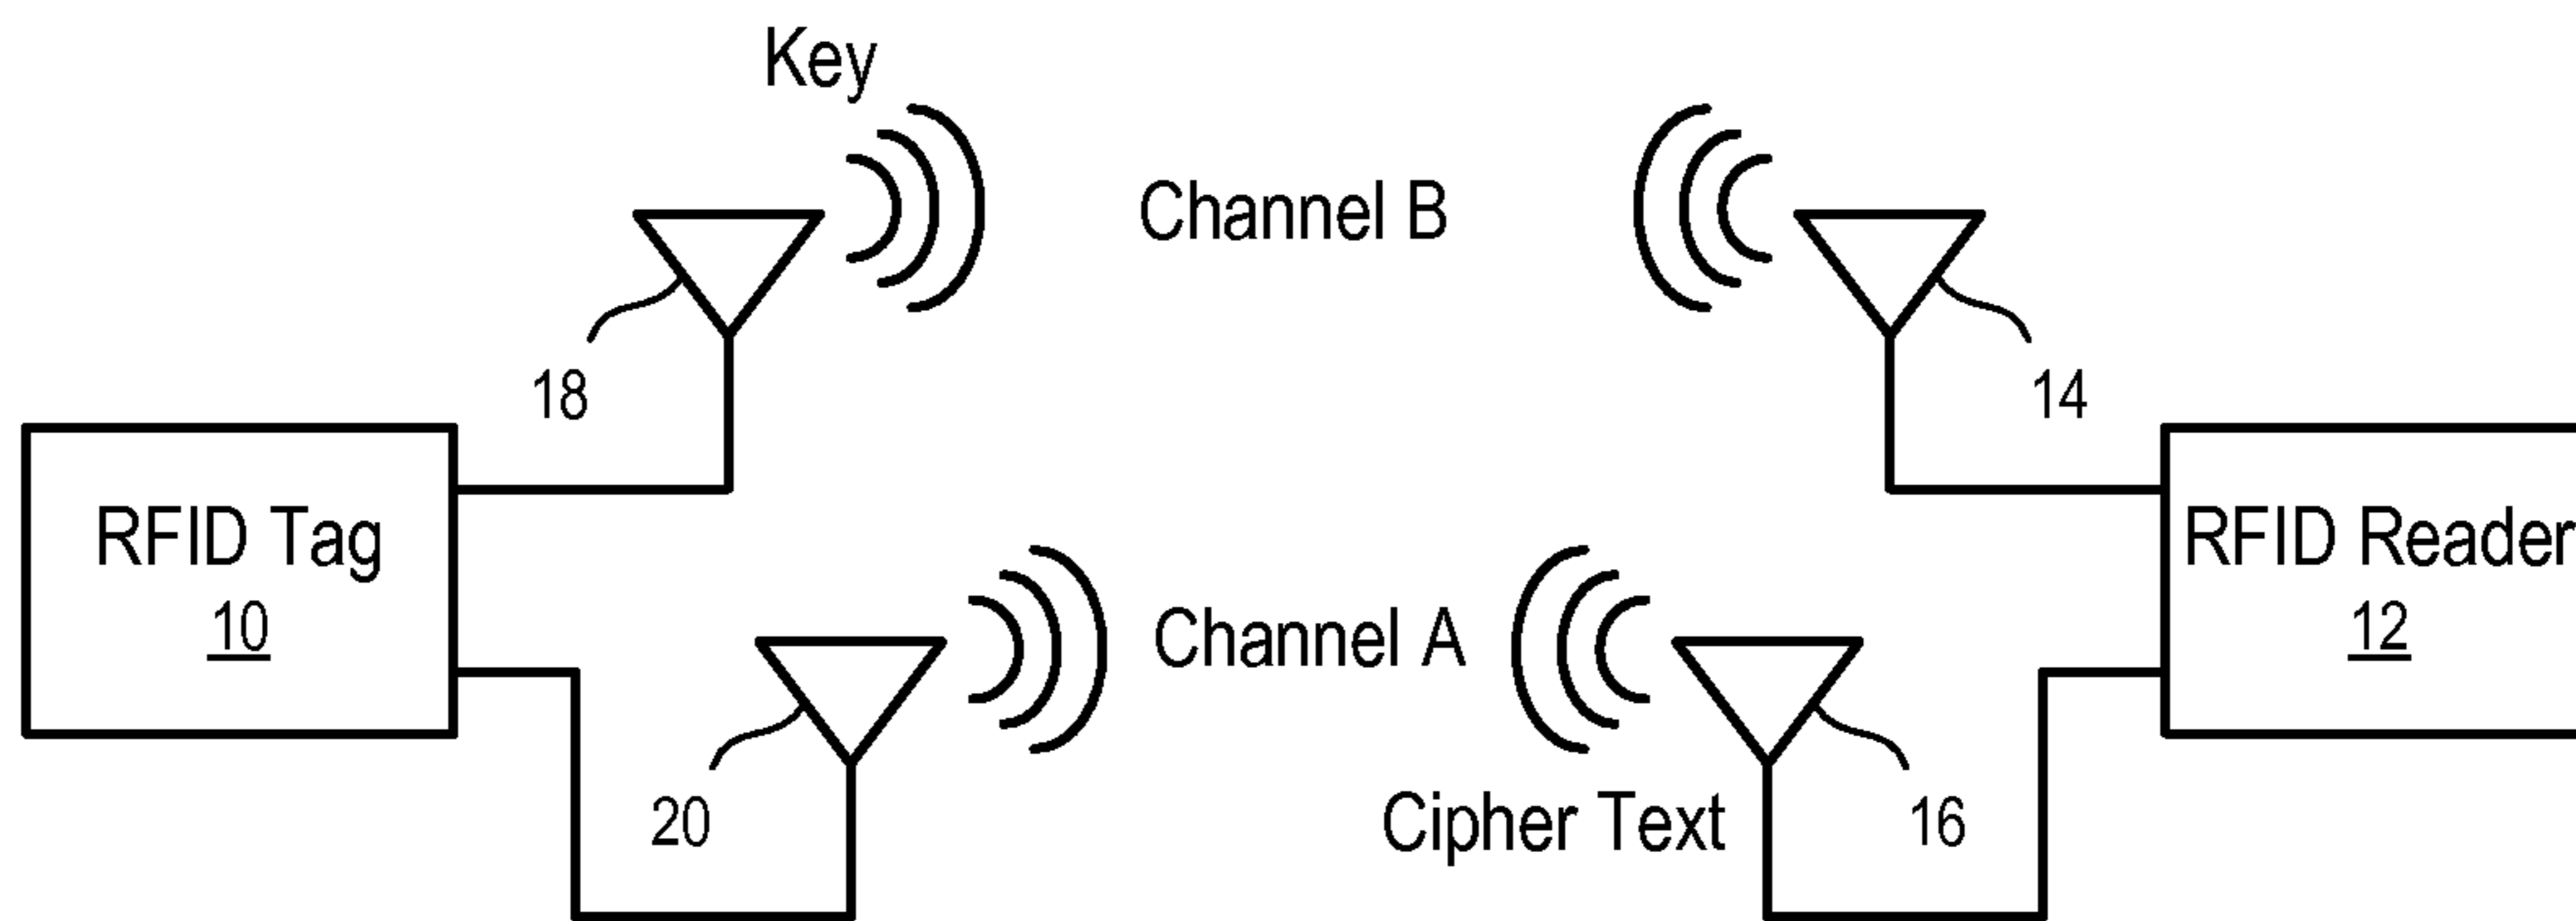 Key
Channel B
18
14
RFID Tag
10
RFID Reader
12
Channel A
20
Cipher Text
16